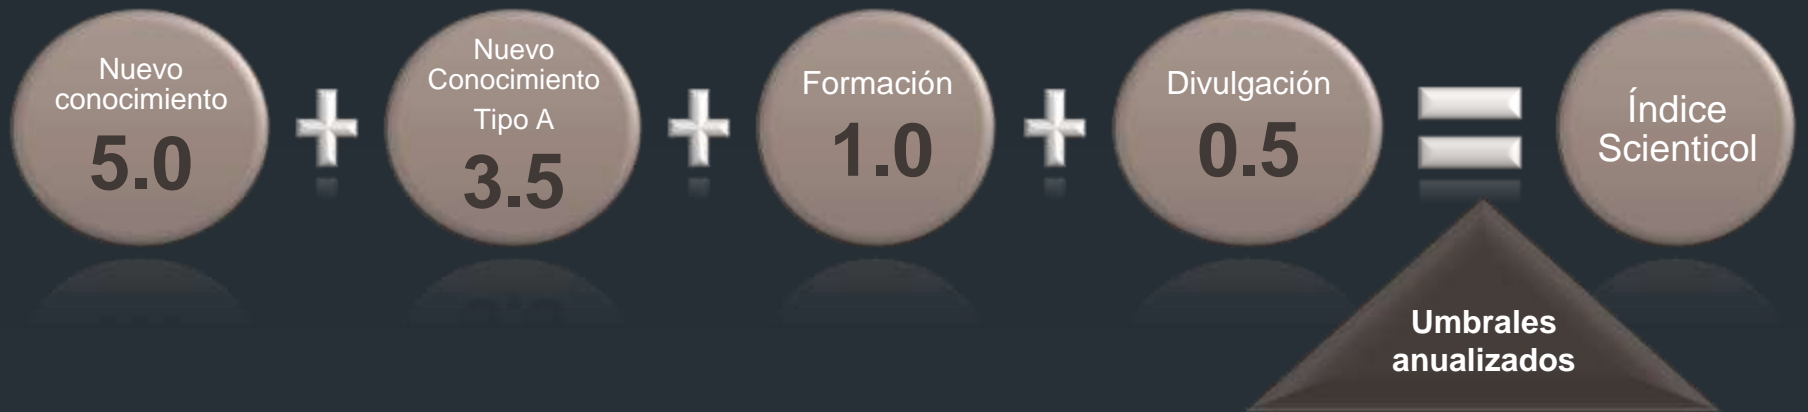 Nuevo
conocimiento
5.0
+
Nuevo
Conocimiento
Tipo A
3.5
+
Formación
1.0
+
Divulgación
0.5
=
Índice
Scienticol
Umbrales
anualizados